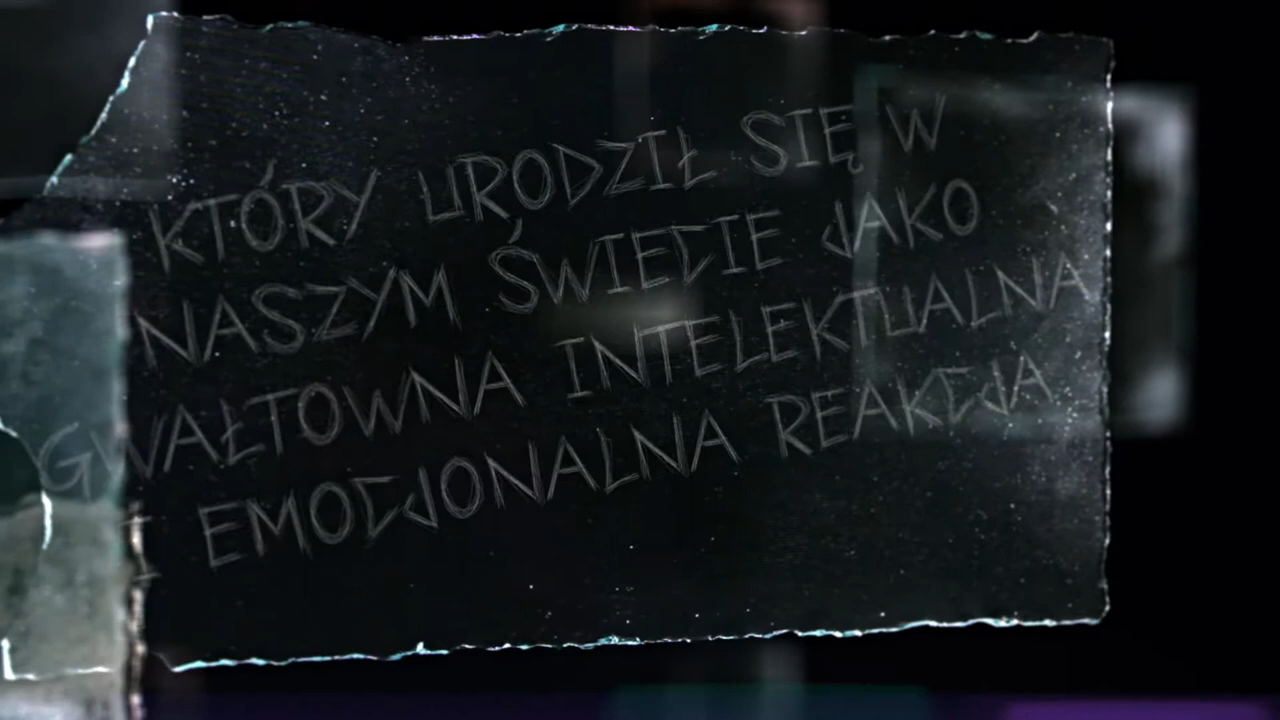 KTÓRY URODZIŁ SIĘ W
NASZYM ŚWIECIE JAKO
GWAŁTOWNA INTELEKTUALNA
I EMOCJONALNA REAKCJA